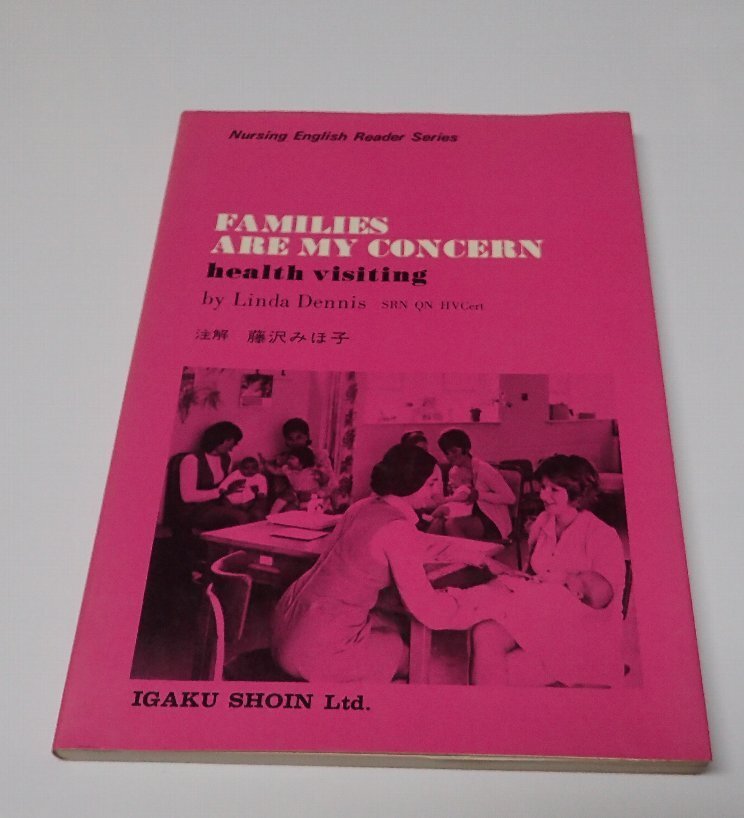 Nursing English Reader Series
FAMILIES
ARE MY CONCERN
health visiting
by Linda Dennis SRN QN HVCert
注解 藤沢みほ子
IGAKU SHOIN Ltd.